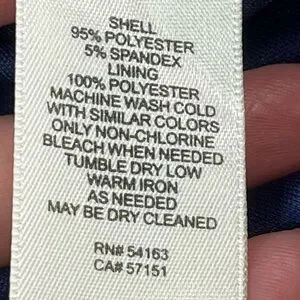 SHELL
95% POLYESTER
5% SPANDEX
LINING
100% POLYESTER
MACHINE WASH COLD
WITH SIMILAR COLORS
ONLY NON-CHLORINE
BLEACH WHEN NEEDED
TUMBLE DRY LOW
WARM IRON
AS NEEDED
MAY BE DRY CLEANED
RN# 54163
CA# 57151